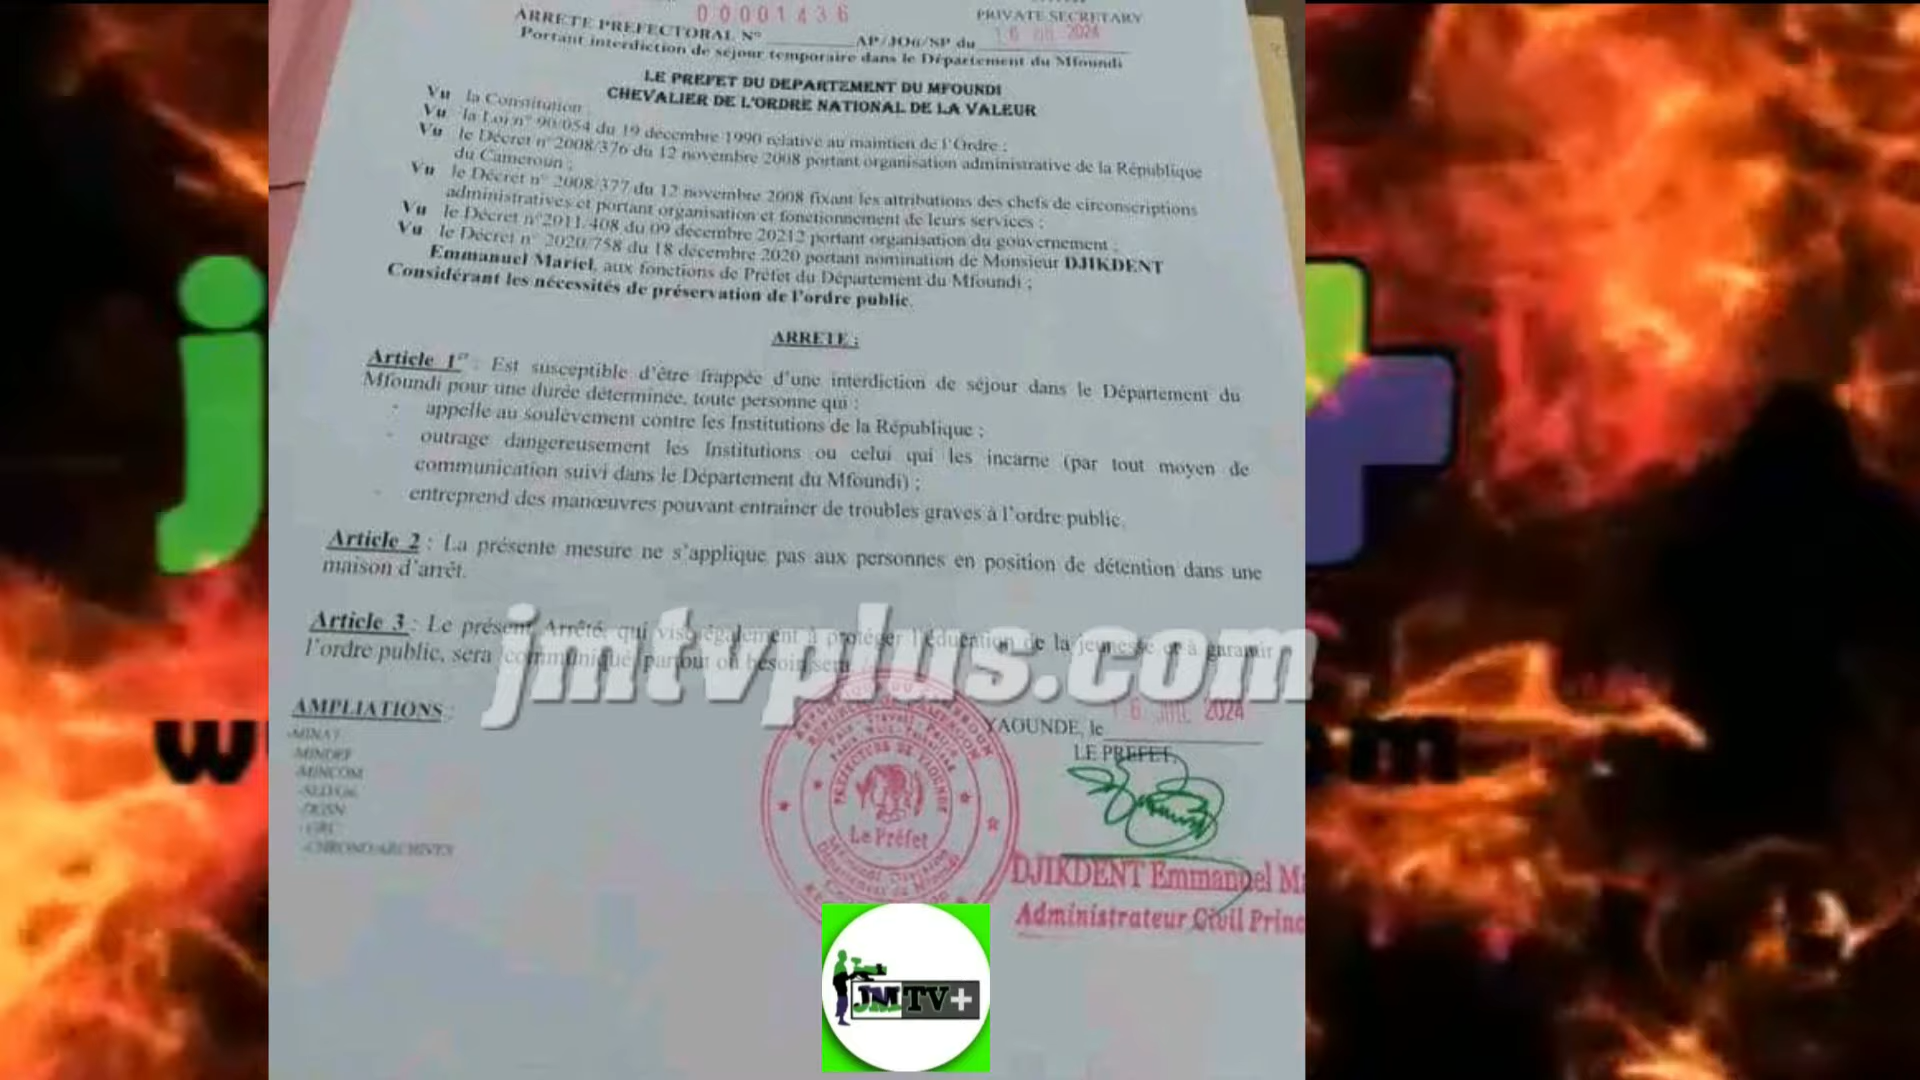 00001436
PRIVATE SECRETARY
ARRETE PREFECTORAL N° AP/JO6/SP du 16 2024
Portant interdiction de séjour temporaire dans le Département du Mfoundi
LE PREFET DU DEPARTEMENT DU MFOUNDI
CHEVALIER DE L'ORDRE NATIONAL DE LA VALEUR
Vu la Constitution ;
Vu la Loi n° 90/054 du 19 décembre 1990 relative au maintien de l'Ordre ;
Vu le Décret n° 2008/376 du 12 novembre 2008 portant organisation administrative de la République
du Cameroun ;
Vu le Décret n° 2008/377 du 12 novembre 2008 fixant les attributions des chefs de circonscriptions
administratives et portant organisation et fonctionnement de leurs services ;
Vu le Décret n°2011/408 du 09 décembre 20212 portant organisation du gouvernement ;
Vu le Décret n° 2020/758 du 18 décembre 2020 portant nomination de Monsieur DJIKDENT
Emmanuel Mariel, aux fonctions de Préfet du Département du Mfoundi ;
Considérant les nécessités de préservation de l'ordre public.
ARRETE :
Article 1er : Est susceptible d'être frappée d'une interdiction de séjour dans le Département du
Mfoundi pour une durée déterminée, toute personne qui :
- appelle au soulèvement contre les Institutions de la République ;
- outrage dangereusement les Institutions ou celui qui les incarne (par tout moyen de
communication suivi dans le Département du Mfoundi) ;
- entreprend des manœuvres pouvant entrainer de troubles graves à l'ordre public.
Article 2 : La présente mesure ne s'applique pas aux personnes en position de détention dans une
maison d'arrêt.
Article 3 : Le présent Arrêté, qui vise également à protéger l'éducation de la jeunesse et à garantir
l'ordre public, sera communiqué partout où besoin sera
jmtvplus.com
AMPLIATIONS :
-MINAT
-MINDEF
-MINCOM
-DGSN
-CHRONO/ARCHIVES
YAOUNDE, le 16 JUIL 2024
LE PREFET,
PREFECTURE DE YAOUNDE
Le Préfet
DJIKDENT Emmanuel Ma
Administrateur Civil Princ
JMTV+
j
w
m